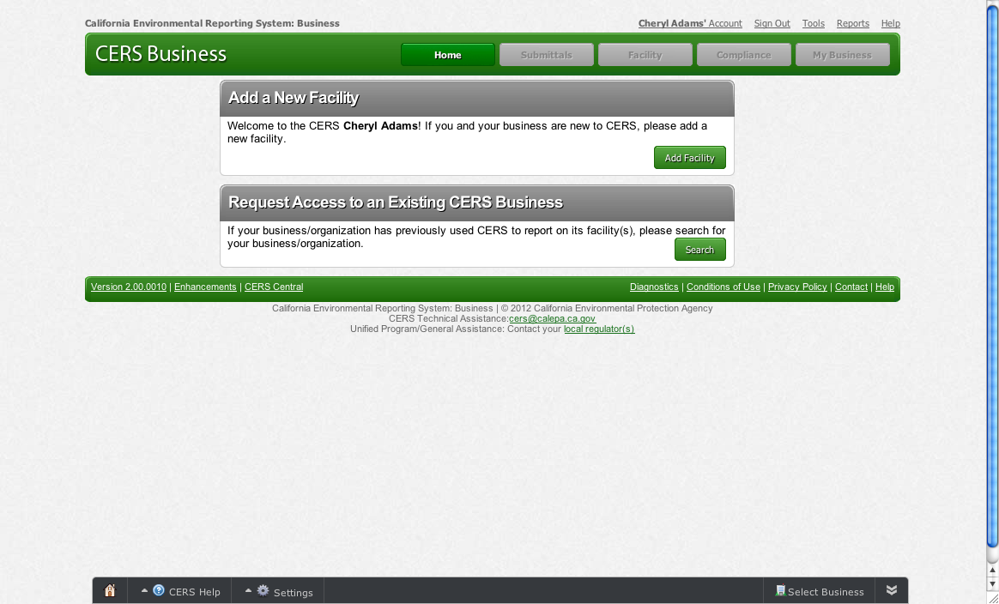 California Environmental Reporting System: Business
Cheryl Adams' Account Sign Out Tools Reports Help
CERS Business
Home Submittals Facility Compliance My Business
Add a New Facility
Welcome to the CERS Cheryl Adams! If you and your business are new to CERS, please add a
new facility.
Add Facility
Request Access to an Existing CERS Business
If your business/organization has previously used CERS to report on its facility(s), please search for
your business/organization.
Search
Version 2.00.0010 | Enhancements | CERS Central
Diagnostics | Conditions of Use | Privacy Policy | Contact | Help
California Environmental Reporting System: Business | © 2012 California Environmental Protection Agency
CERS Technical Assistance:cers@calepa.ca.gov
Unified Program/General Assistance: Contact your local regulator(s)
CERS Help Settings Select Business